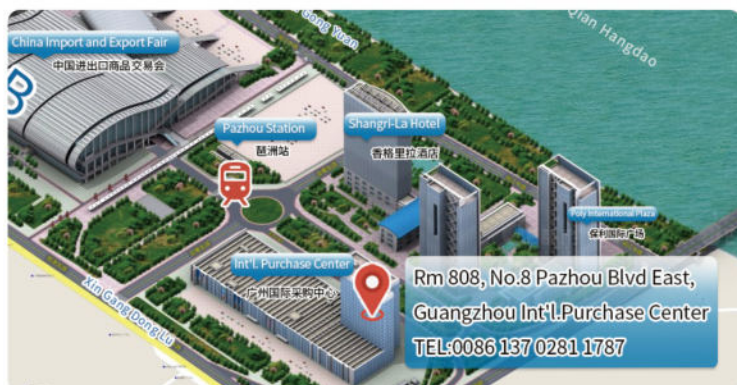 Qian Hangdao
Gong Yuan
China Import and Export Fair
中国进出口商品交易会
B
Pazhou Station
琶洲站
Shangri-La Hotel
香格里拉酒店
Poly International Plaza
保利国际广场
Int'l. Purchase Center
广州国际采购中心
Xin Gang Dong Lu
Rm 808, No.8 Pazhou Blvd East,
Guangzhou Int'l.Purchase Center
TEL:0086 137 0281 1787